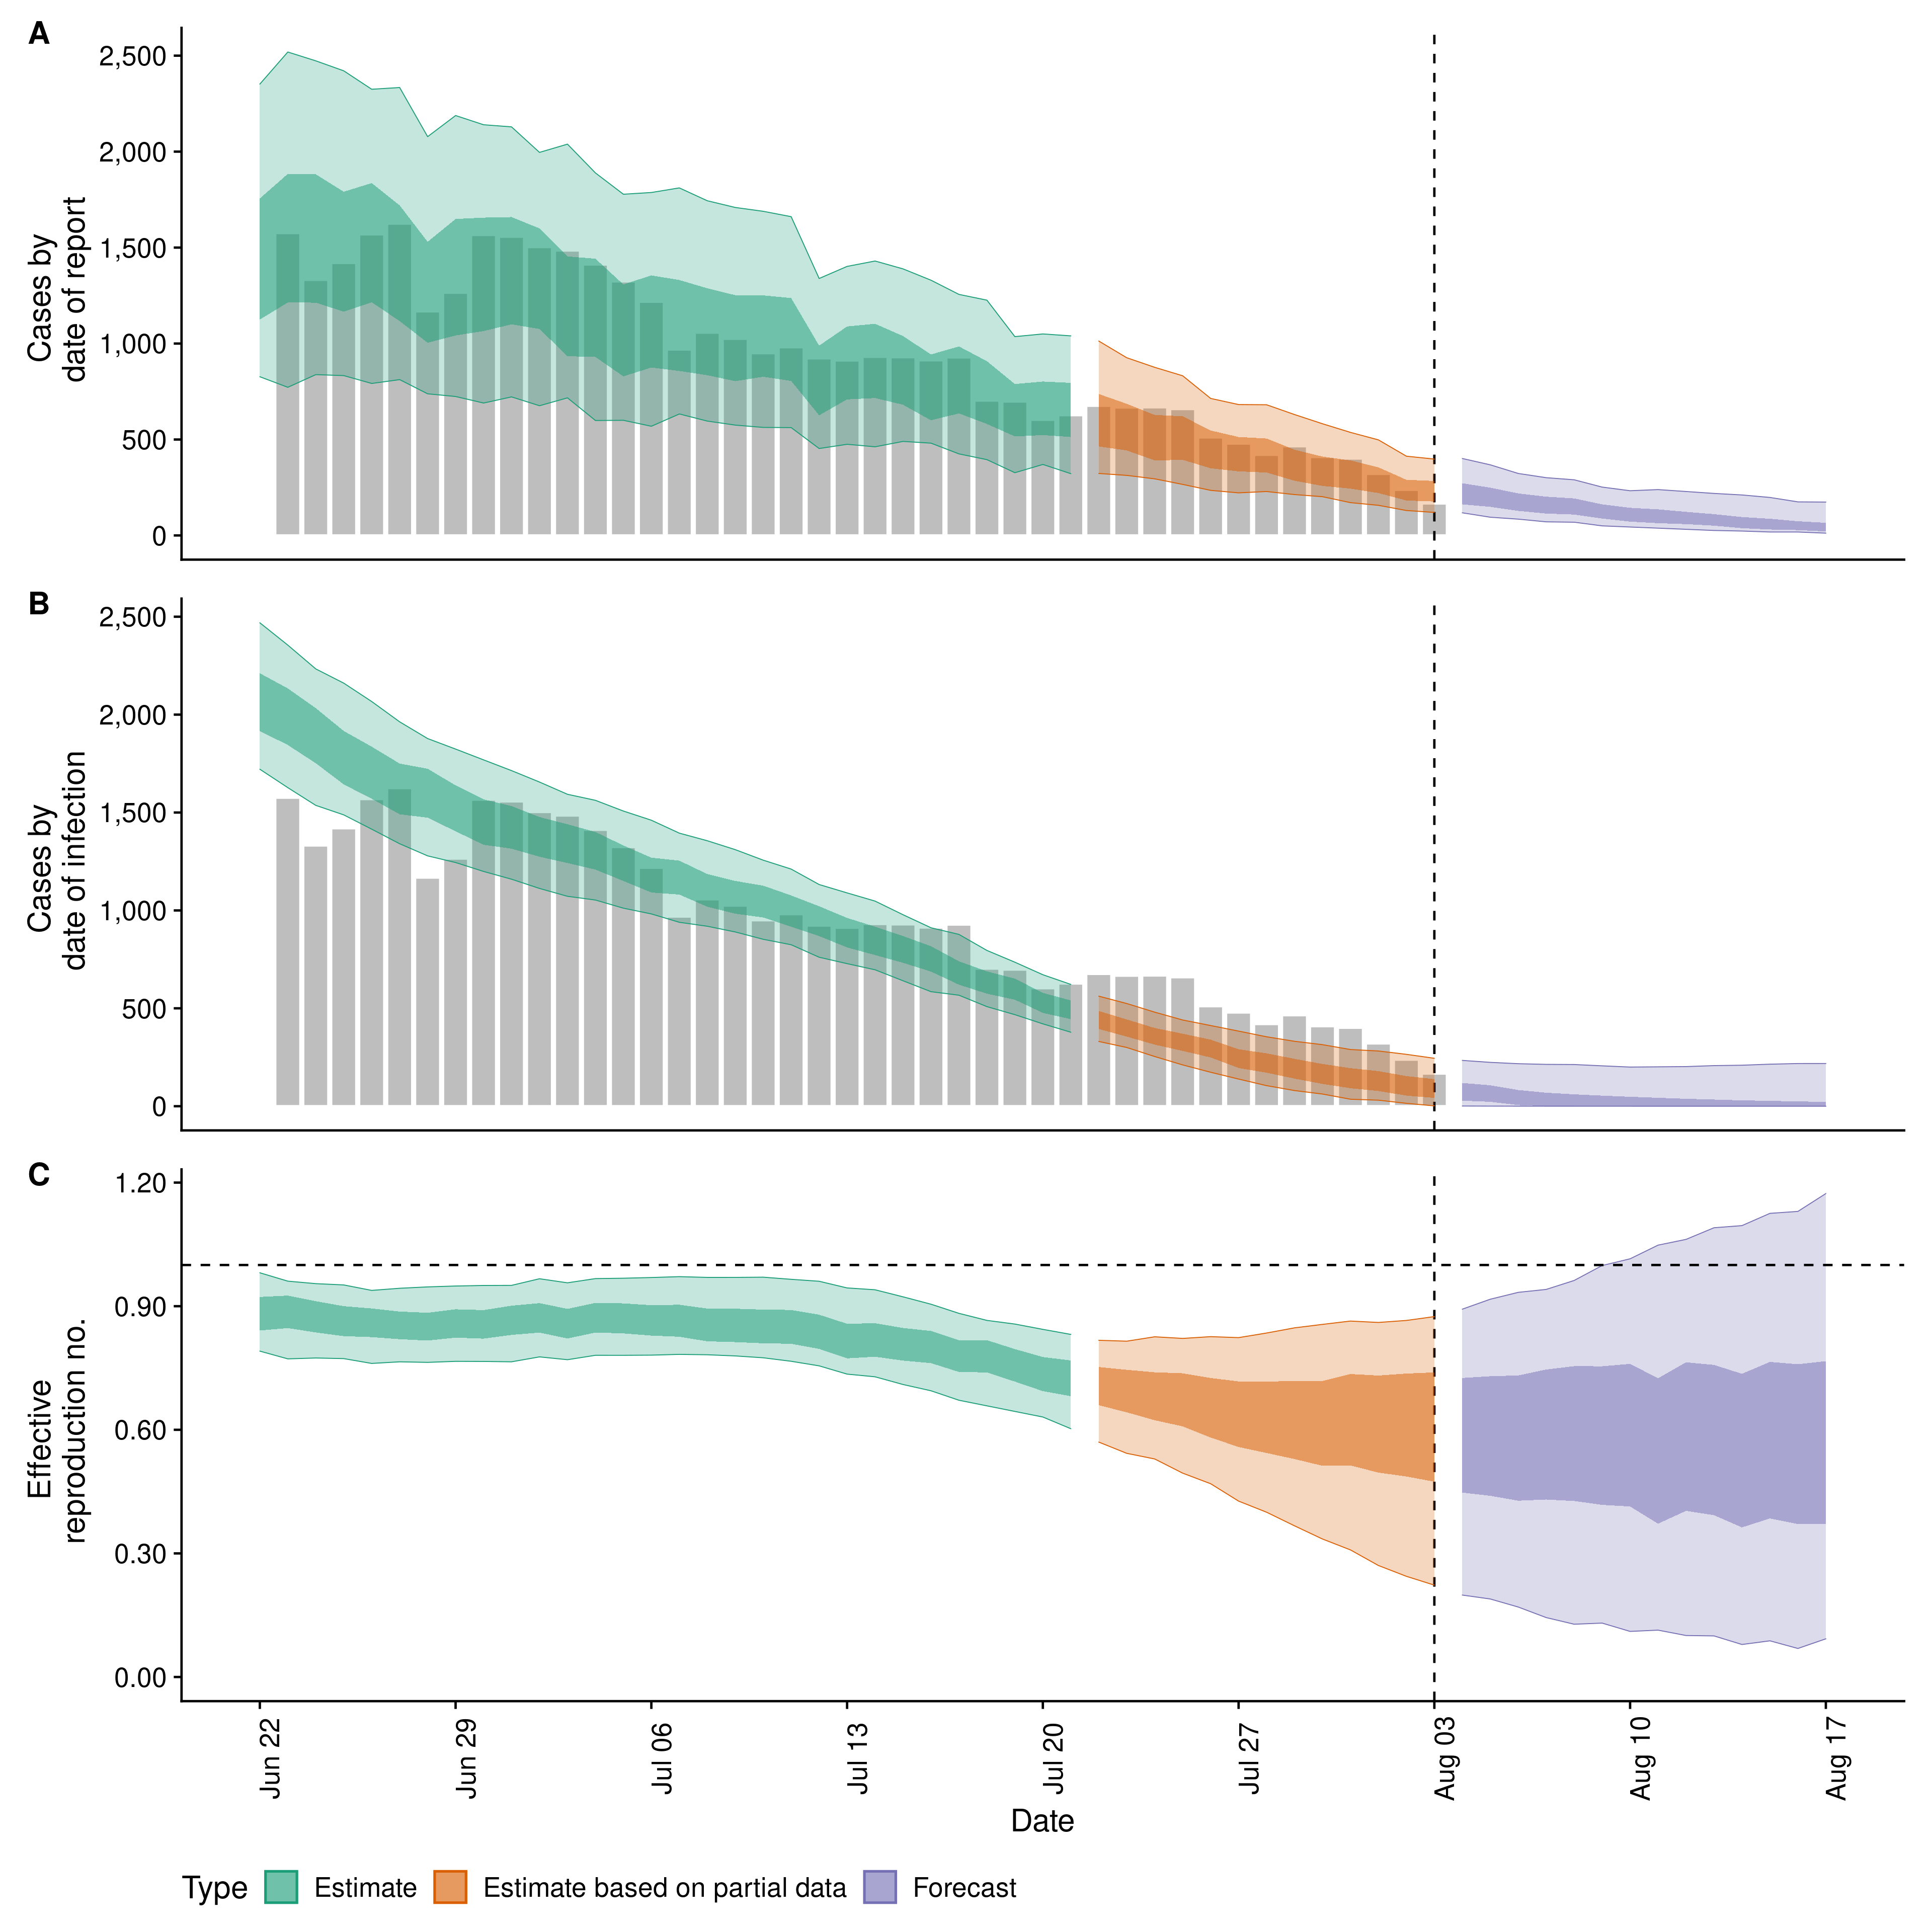 A
Cases by
date of report
2,500
2,000
1,500
1,000
500
0
B
Cases by
date of infection
2,500
2,000
1,500
1,000
500
0
C
Effective
reproduction no.
1.20
0.90
0.60
0.30
0.00
Jun 22
Jun 29
Jul 06
Jul 13
Jul 20
Jul 27
Aug 03
Aug 10
Aug 17
Date
Type Estimate Estimate based on partial data Forecast